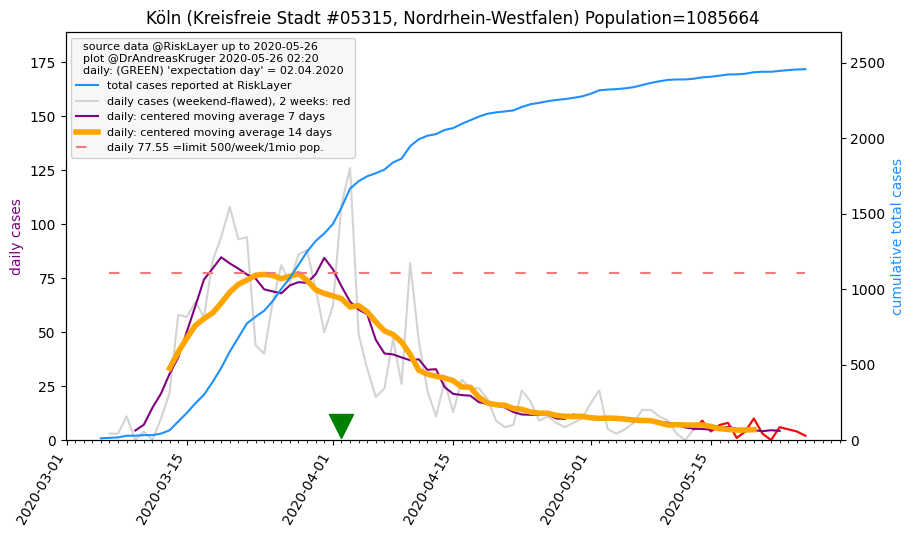 Köln (Kreisfreie Stadt #05315, Nordrhein-Westfalen) Population=1085664
source data @RiskLayer up to 2020-05-26
plot @DrAndreasKruger 2020-05-26 02:20
daily: (GREEN) 'expectation day' = 02.04.2020
total cases reported at RiskLayer
daily cases (weekend-flawed), 2 weeks: red
daily: centered moving average 7 days
daily: centered moving average 14 days
daily 77.55 =limit 500/week/1mio pop.
daily cases
175
150
125
100
75
50
25
0
cumulative total cases
2500
2000
1500
1000
500
0
2020-03-01
2020-03-15
2020-04-01
2020-04-15
2020-05-01
2020-05-15